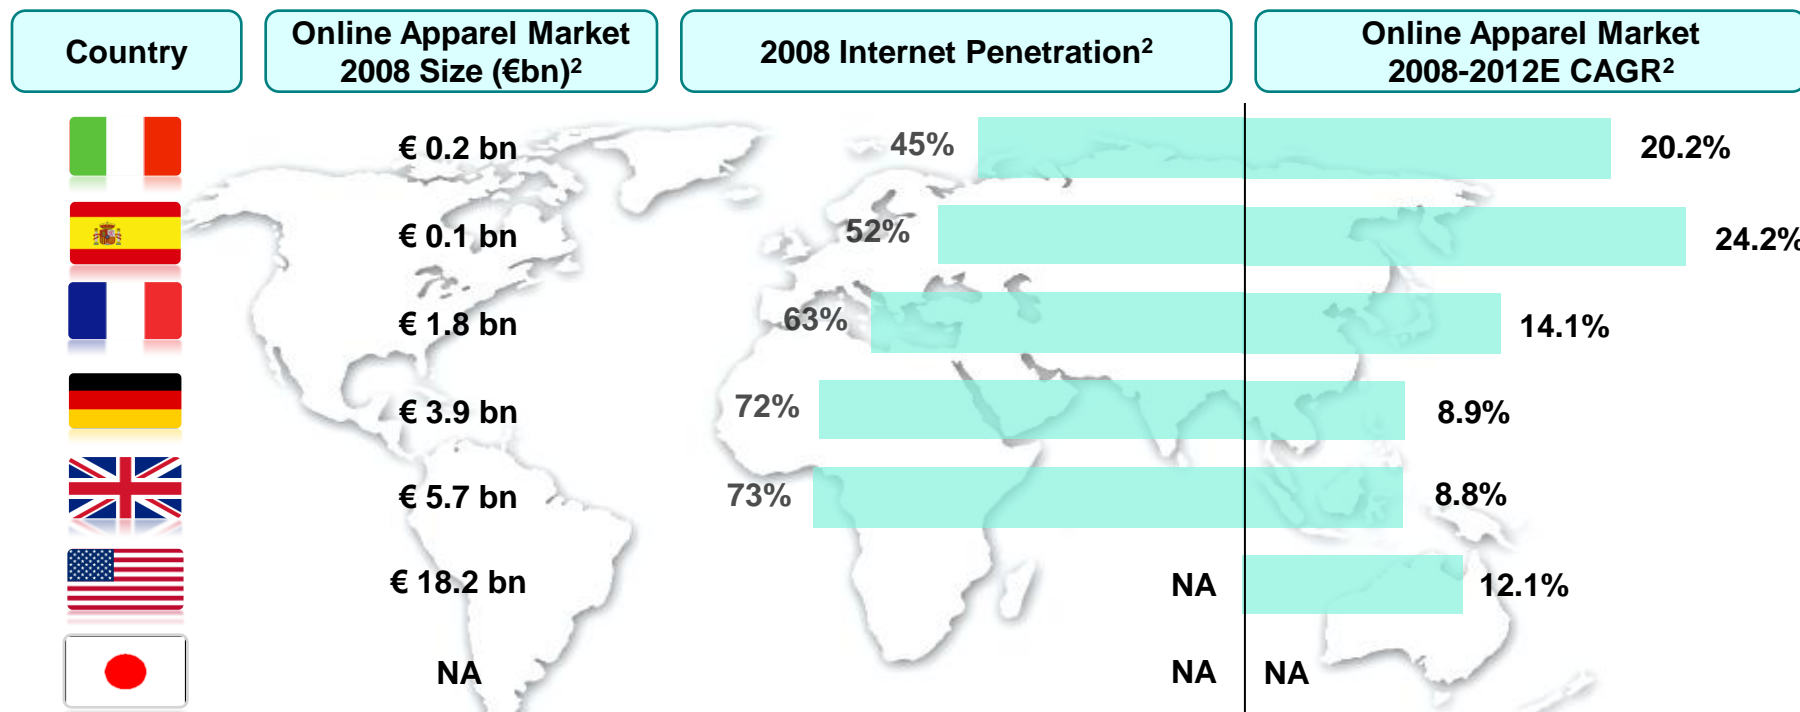 Country
Online Apparel Market
2008 Size (€bn)²
2008 Internet Penetration²
Online Apparel Market
2008-2012E CAGR²
€ 0.2 bn
45%
20.2%
€ 0.1 bn
52%
24.2%
€ 1.8 bn
63%
14.1%
€ 3.9 bn
72%
8.9%
€ 5.7 bn
73%
8.8%
€ 18.2 bn
NA
12.1%
NA
NA
NA